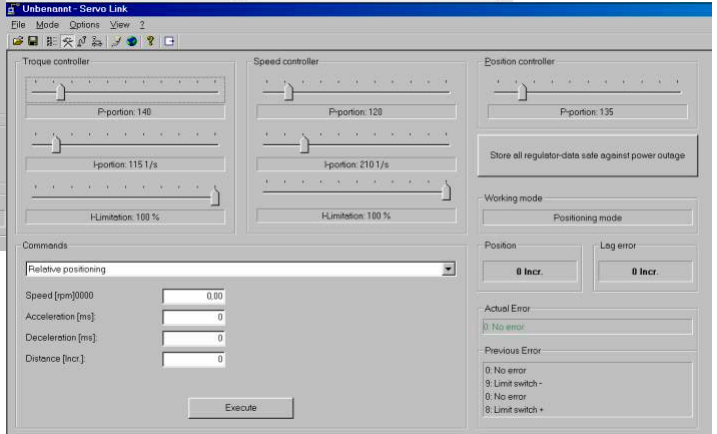 Unbenannt - Servo Link
File Mode Options View ?
Troque controller
P-portion: 140
I-portion: 115 1/s
I-Limitation: 100 %
Speed controller
P-portion: 120
I-portion: 210 1/s
I-Limitation: 100 %
Position controller
P-portion: 135
Store all regulator-data safe against power outage
Working mode
Positioning mode
Commands
Relative positioning
Speed [rpm]0000 0,00
Acceleration [ms]: 0
Deceleration [ms]: 0
Distance [Incr.]: 0
Execute
Position
0 Incr.
Lag error
0 Incr.
Actual Error
0: No error
Previous Error
0: No error
9: Limit switch -
0: No error
8: Limit switch +